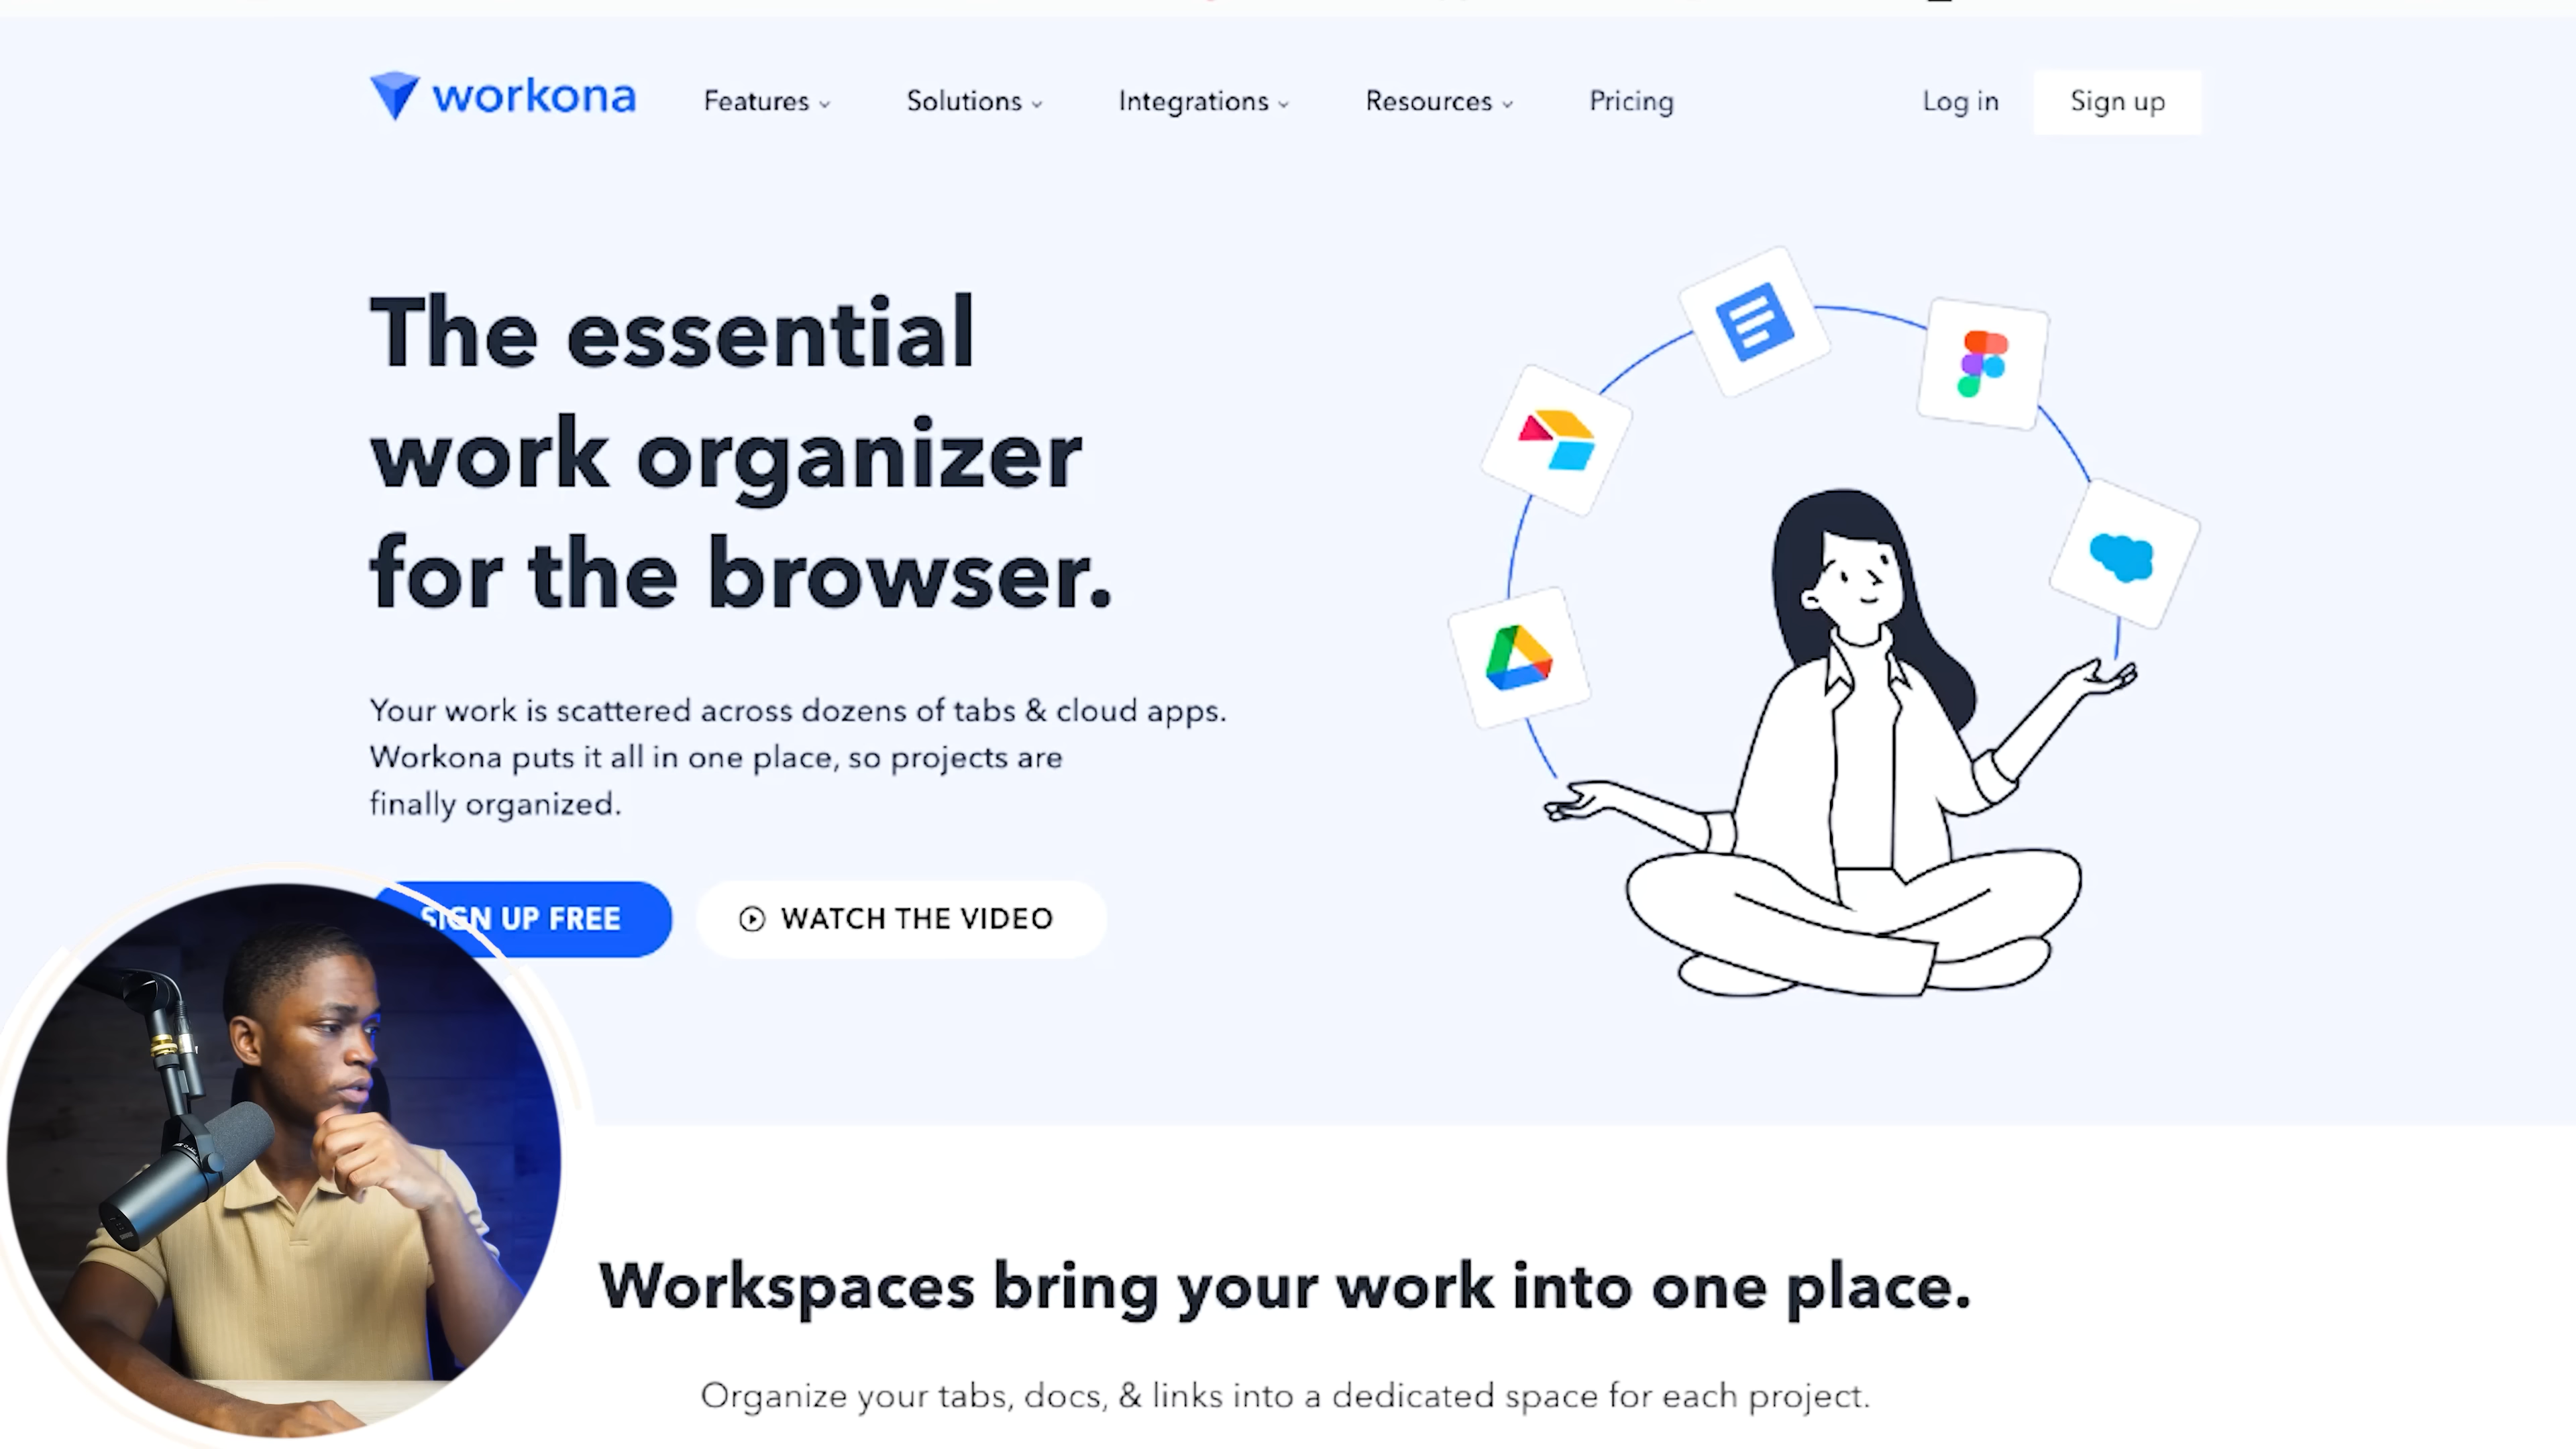 workona
Features
Solutions
Integrations
Resources
Pricing
Log in
Sign up
The essential
work organizer
for the browser.
Your work is scattered across dozens of tabs & cloud apps.
Workona puts it all in one place, so projects are
finally organized.
SIGN UP FREE
WATCH THE VIDEO
Workspaces bring your work into one place.
Organize your tabs, docs, & links into a dedicated space for each project.